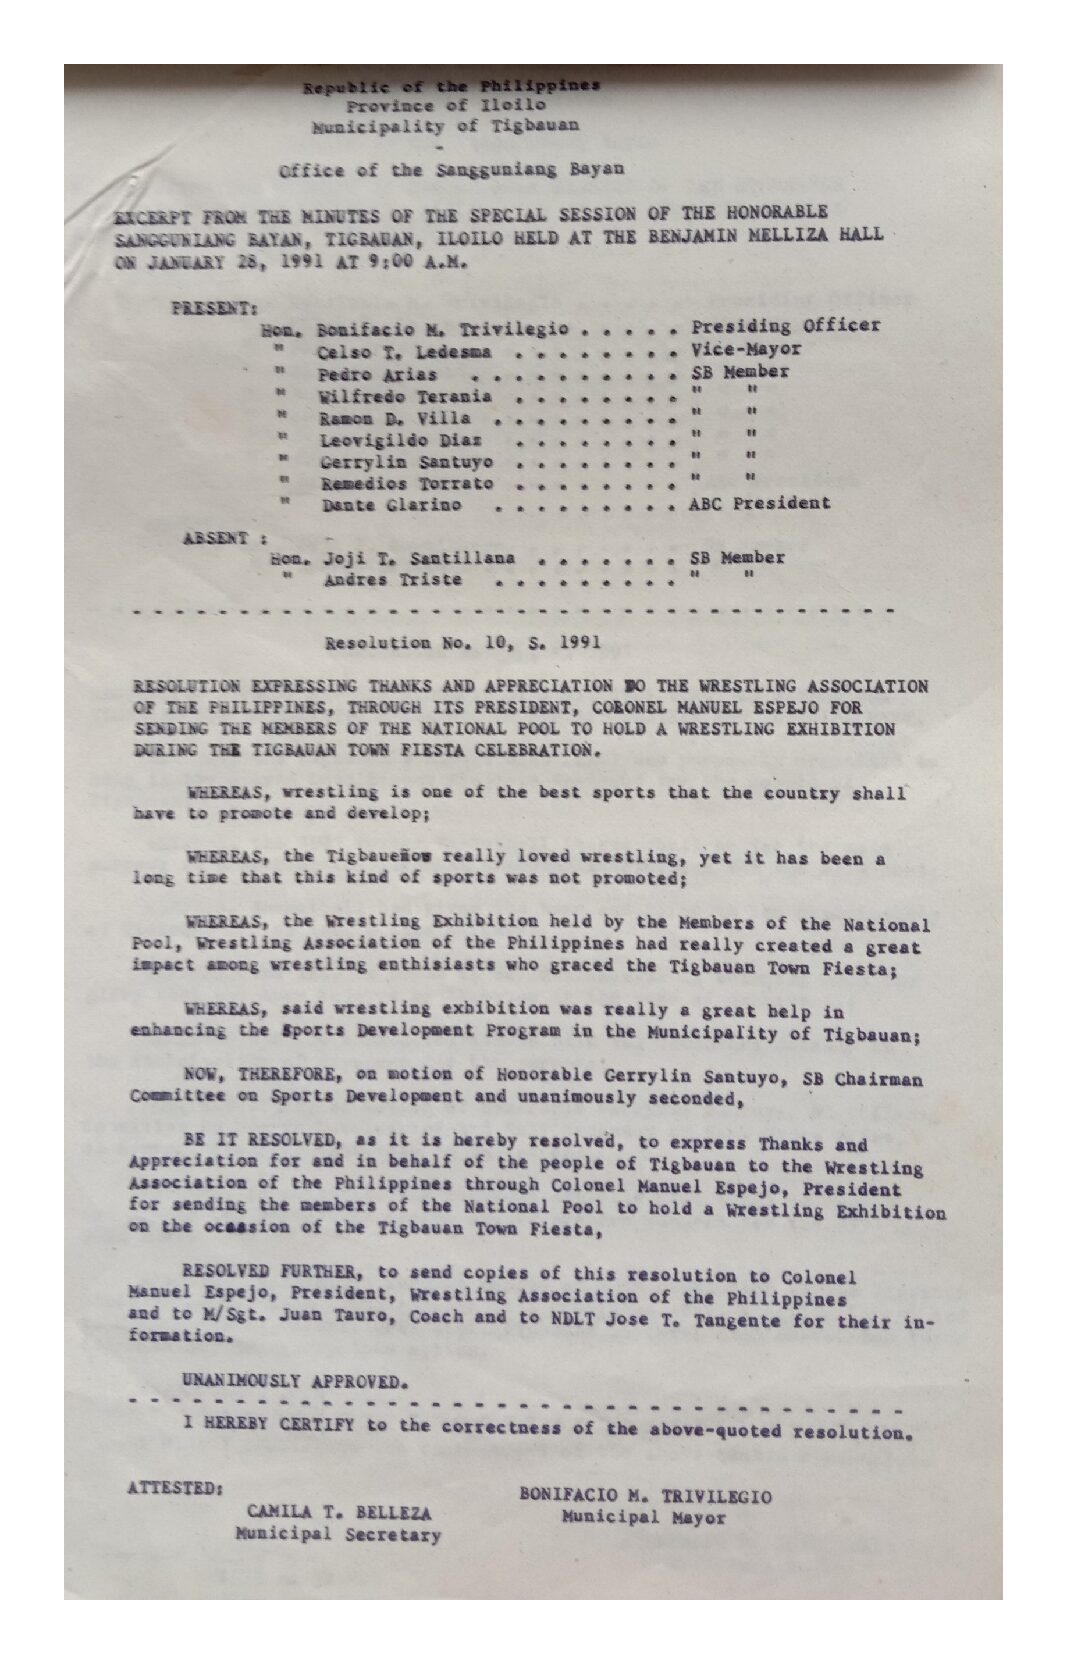 Republic of the Philippines
Province of Iloilo
Municipality of Tigbauan
-
Office of the Sangguniang Bayan
EXCERPT FROM THE MINUTES OF THE SPECIAL SESSION OF THE HONORABLE
SANGGUNIANG BAYAN, TIGBAUAN, ILOILO HELD AT THE BENJAMIN MELLIZA HALL
ON JANUARY 28, 1991 AT 9:00 A.M.
PRESENT:
Hon. Bonifacio M. Trivilegio . . . . . Presiding Officer
" Celso T. Ledesma . . . . . . . . Vice-Mayor
" Pedro Arias . . . . . . . . . . SB Member
" Wilfredo Terania . . . . . . . . " "
" Ramon D. Villa . . . . . . . . . " "
" Leovigildo Diaz . . . . . . . . " "
" Gerrylin Santuyo . . . . . . . . " "
" Remedios Torrato . . . . . . . . " "
" Dante Glarino . . . . . . . . . ABC President
ABSENT :
Hon. Joji T. Santillana . . . . . . . SB Member
" Andres Triste . . . . . . . . . " "
- - - - - - - - - - - - - - - - - - - - - - - - - - - - - - - - - - - -
Resolution No. 10, S. 1991
RESOLUTION EXPRESSING THANKS AND APPRECIATION DO THE WRESTLING ASSOCIATION
OF THE PHILIPPINES, THROUGH ITS PRESIDENT, CORONEL MANUEL ESPEJO FOR
SENDING THE MEMBERS OF THE NATIONAL POOL TO HOLD A WRESTLING EXHIBITION
DURING THE TIGBAUAN TOWN FIESTA CELEBRATION.
WHEREAS, wrestling is one of the best sports that the country shall
have to promote and develop;
WHEREAS, the Tigbaueños really loved wrestling, yet it has been a
long time that this kind of sports was not promoted;
WHEREAS, the Wrestling Exhibition held by the Members of the National
Pool, Wrestling Association of the Philippines had really created a great
impact among wrestling enthisiasts who graced the Tigbauan Town Fiesta;
WHEREAS, said wrestling exhibition was really a great help in
enhancing the Sports Development Program in the Municipality of Tigbauan;
NOW, THEREFORE, on motion of Honorable Gerrylin Santuyo, SB Chairman
Committee on Sports Development and unanimously seconded,
BE IT RESOLVED, as it is hereby resolved, to express Thanks and
Appreciation for and in behalf of the people of Tigbauan to the Wrestling
Association of the Philippines through Colonel Manuel Espejo, President
for sending the members of the National Pool to hold a Wrestling Exhibition
on the occasion of the Tigbauan Town Fiesta,
RESOLVED FURTHER, to send copies of this resolution to Colonel
Manuel Espejo, President, Wrestling Association of the Philippines
and to M/Sgt. Juan Tauro, Coach and to NDLT Jose T. Tangente for their in-
formation.
UNANIMOUSLY APPROVED.
- - - - - - - - - - - - - - - - - - - - - - - - - - - - - - - - - - - -
I HEREBY CERTIFY to the correctness of the above-quoted resolution.
ATTESTED:
BONIFACIO M. TRIVILEGIO
Municipal Mayor
CAMILA T. BELLEZA
Municipal Secretary